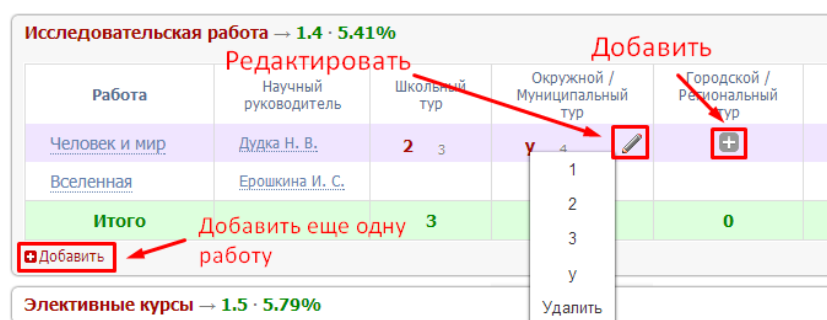 Исследовательская работа → 1.4 · 5.41%
Редактировать
Добавить
Работа
Научный
руководитель
Школьный
тур
Окружной /
Муниципальный
тур
Городской /
Региональный
тур
Человек и мир
Дудка Н. В.
2 3
у 4
Вселенная
Ерошкина И. С.
Итого
3
0
Добавить еще одну
работу
Добавить
1
2
3
у
Удалить
Элективные курсы → 1.5 · 5.79%